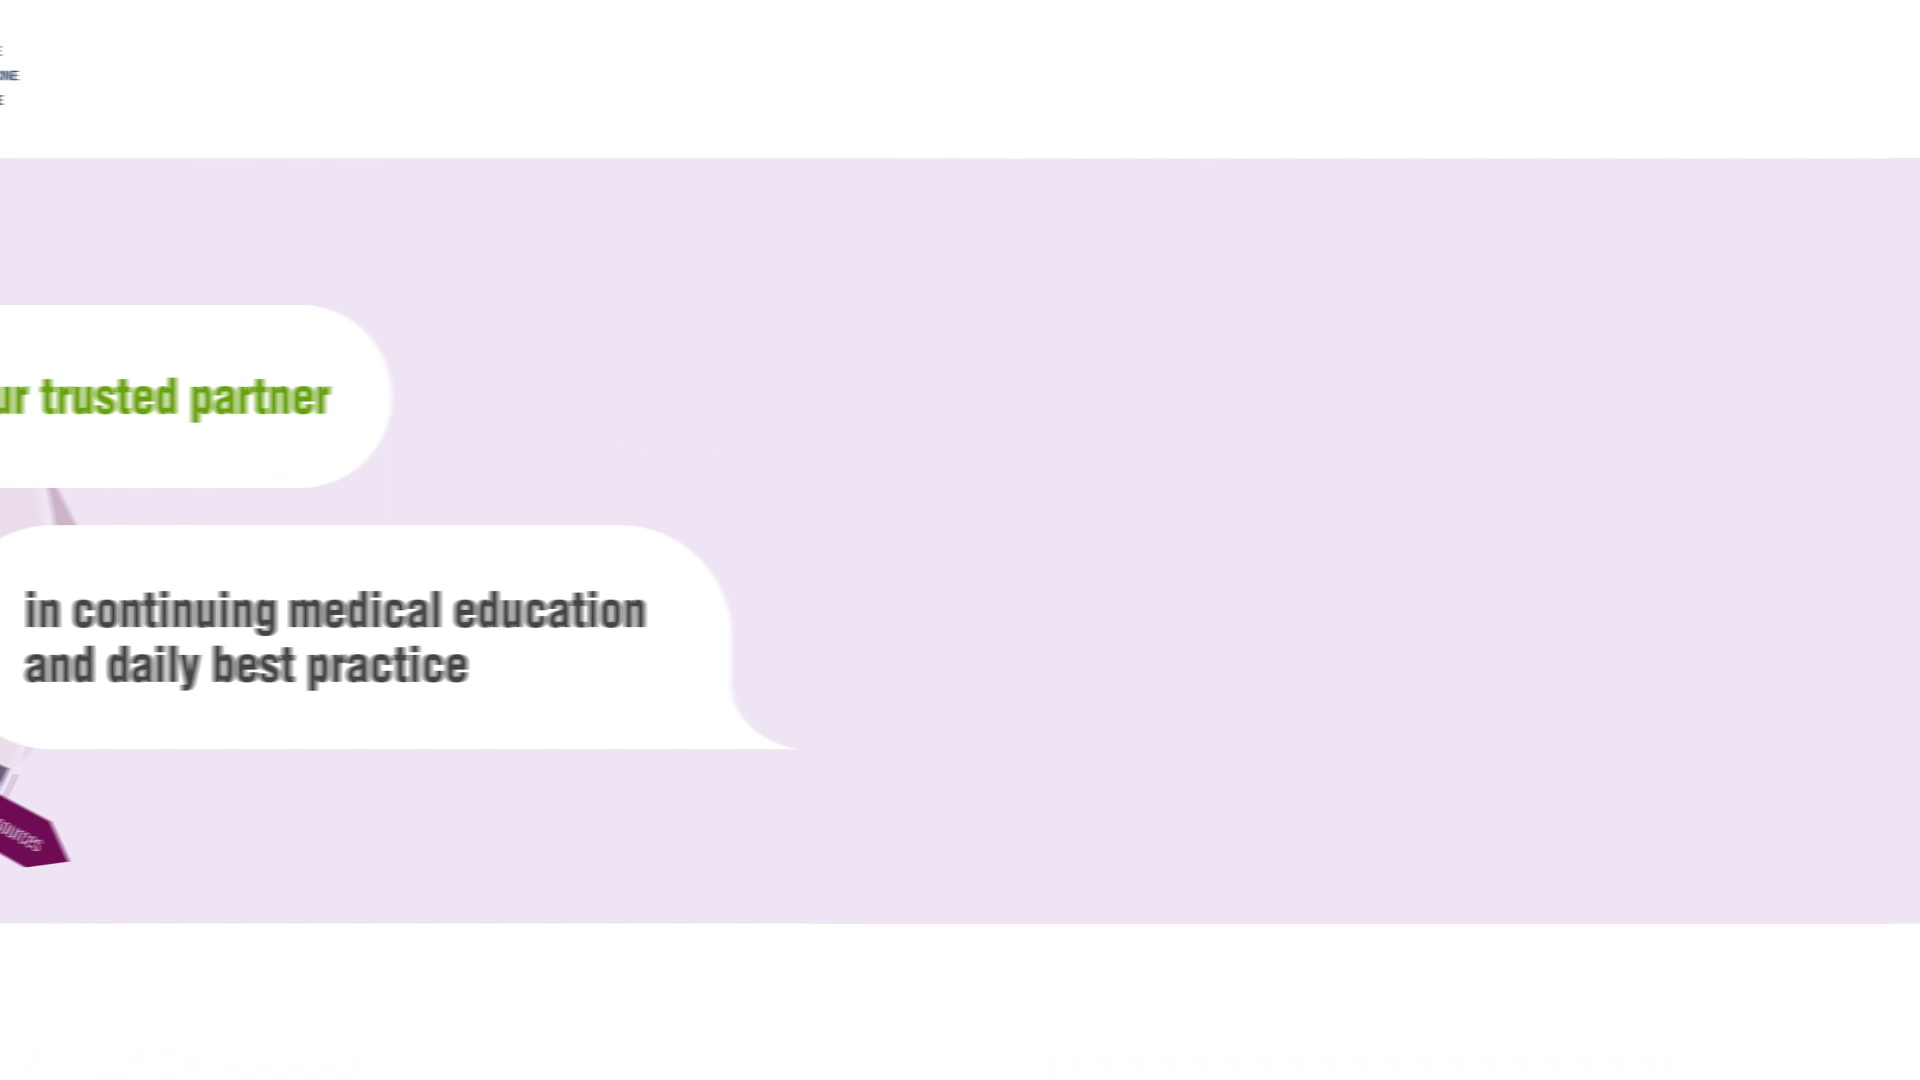 ur trusted partner
in continuing medical education
and daily best practice